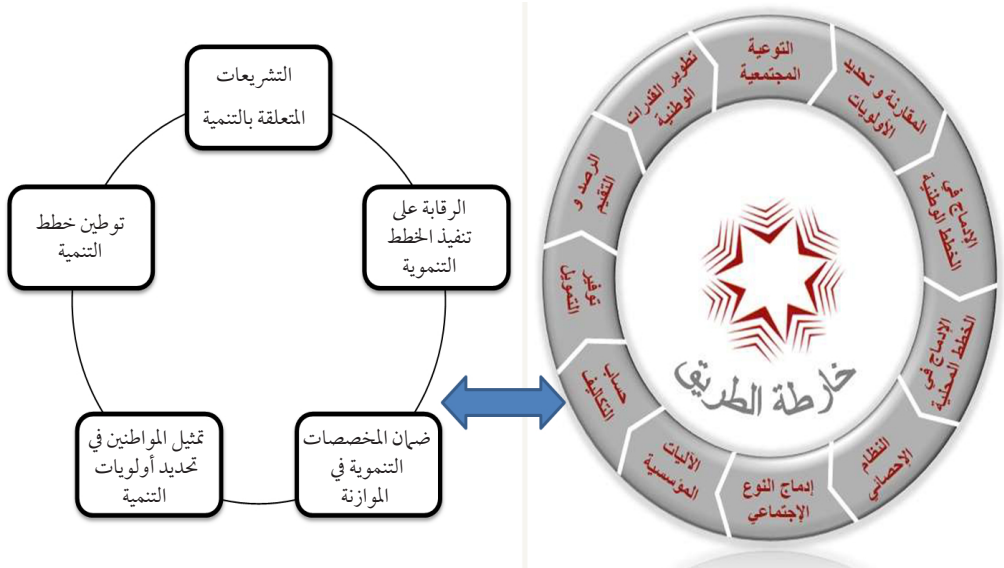 التوعية
المجتمعية
المقارنة و تحديد
الأولويات
الإدماج في
الخطط الوطنية
الإدماج في
الخطط المحلية
النظام
الإحصائي
إدماج النوع
الإجتماعي
الآليات
المؤسسية
حساب
التكاليف
توفير
التمويل
الرصد و
التقيم
تطوير القدرات
الوطنية
خارطة الطريق
التشريعات
المتعلقة بالتنمية
الرقابة على
تنفيذ الخطط
التنموية
ضمان المخصصات
التنموية في
الموازنة
تمثيل المواطنين في
تحديد أولويات
التنمية
توطين خطط
التنمية